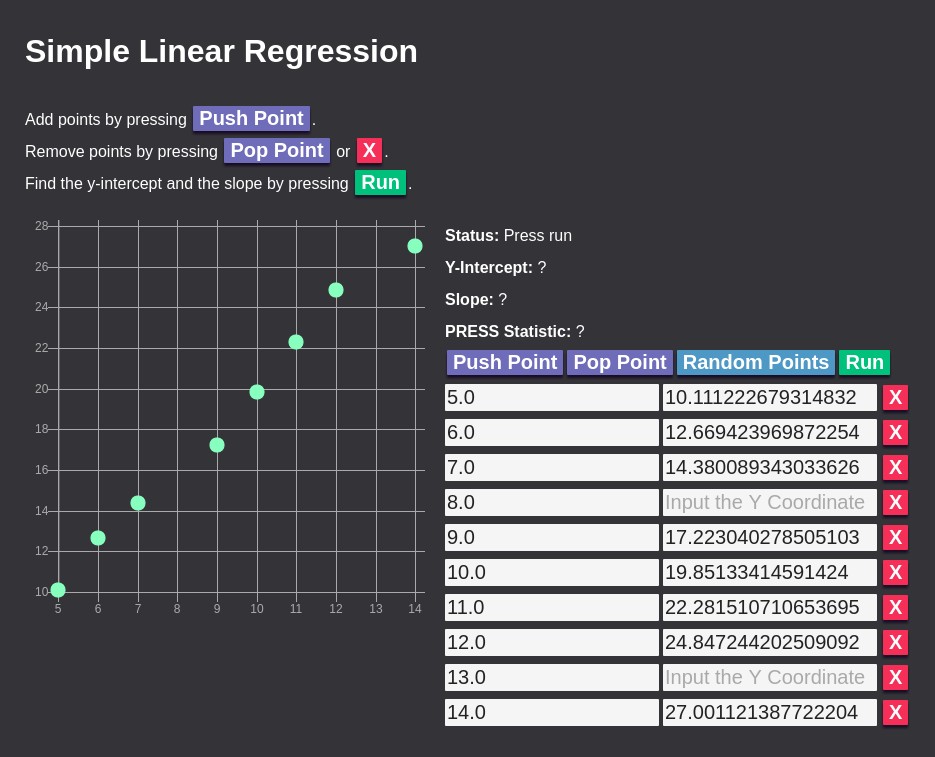 Simple Linear Regression
Add points by pressing Push Point.
Remove points by pressing Pop Point or X.
Find the y-intercept and the slope by pressing Run.
28
26
24
22
20
18
16
14
12
10
5 6 7 8 9 10 11 12 13 14
Status: Press run
Y-Intercept: ?
Slope: ?
PRESS Statistic: ?
Push Point Pop Point Random Points Run
5.0 10.111222679314832 X
6.0 12.669423969872254 X
7.0 14.380089343033626 X
8.0 Input the Y Coordinate X
9.0 17.223040278505103 X
10.0 19.85133414591424 X
11.0 22.281510710653695 X
12.0 24.847244202509092 X
13.0 Input the Y Coordinate X
14.0 27.001121387722204 X